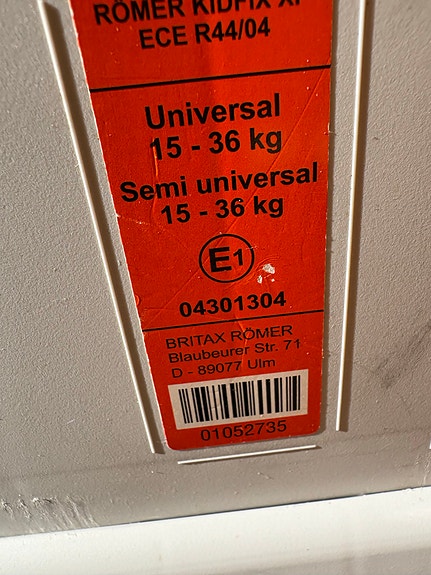 RÖMER KIDFIX XP
ECE R44/04
Universal
15 - 36 kg
Semi universal
15 - 36 kg
E1
04301304
BRITAX RÖMER
Blaubeurer Str. 71
D - 89077 Ulm
01052735